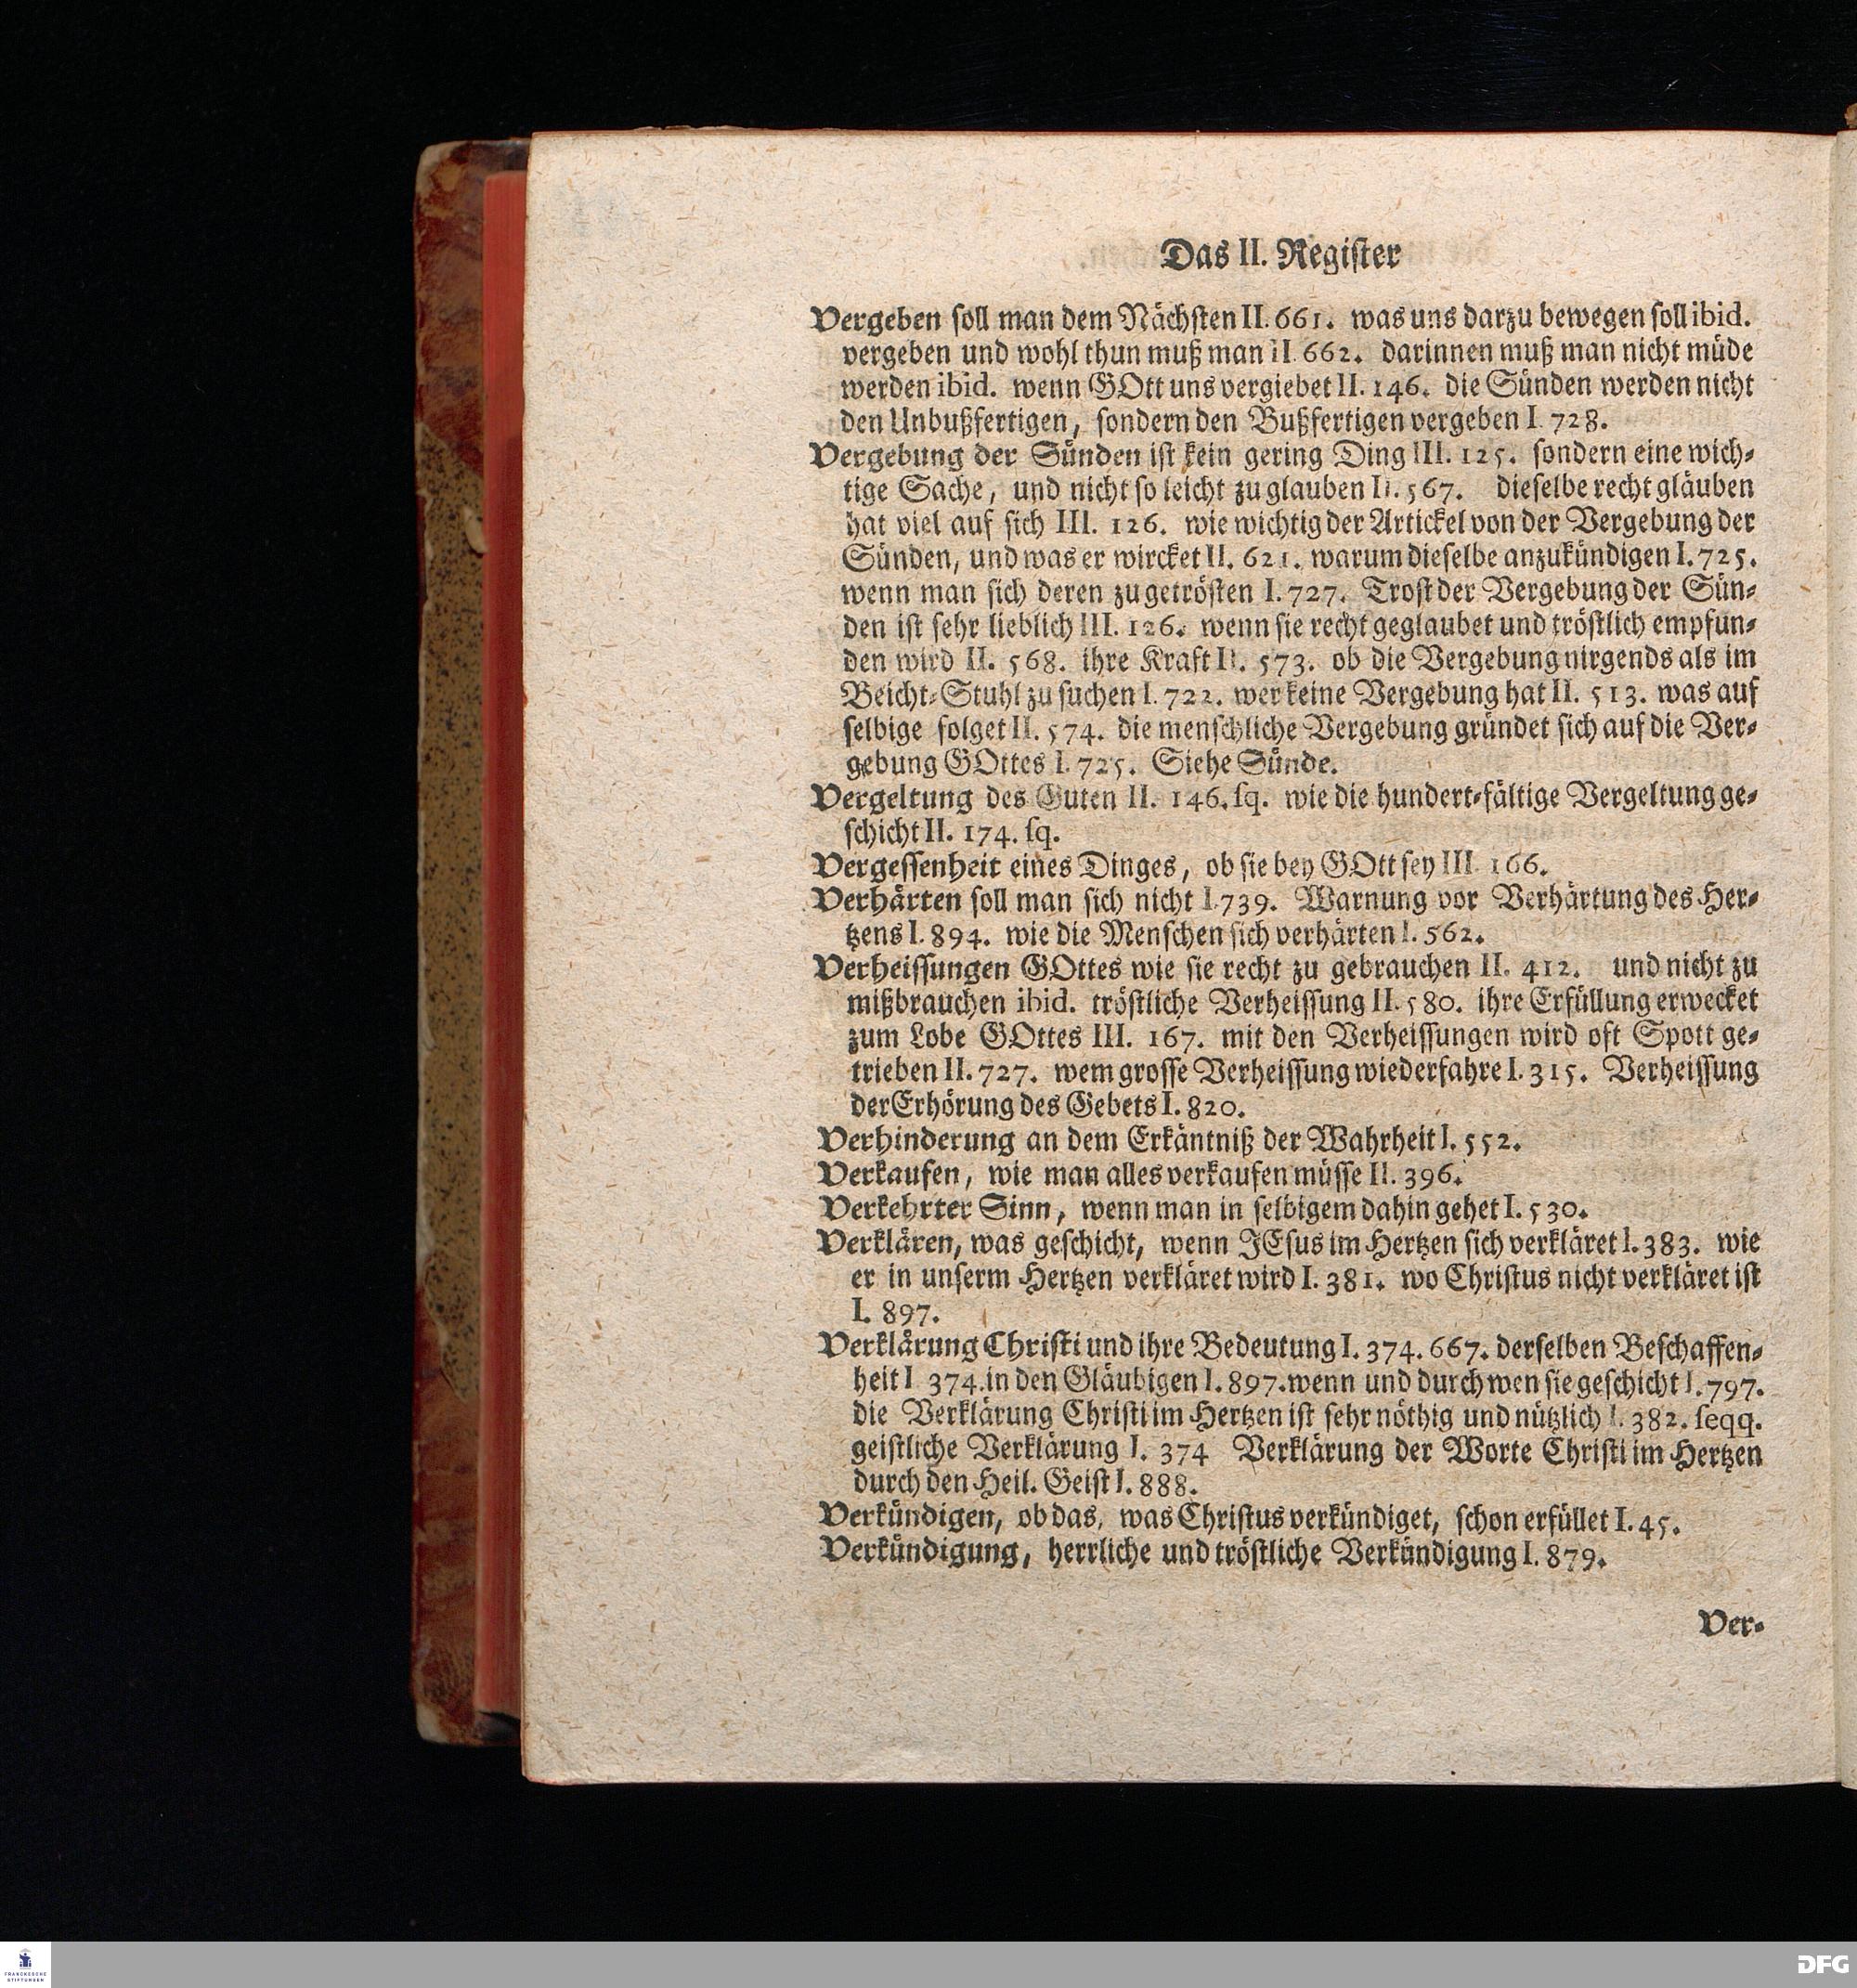 Das II. Regiſter
Vergeben ſoll man dem Nächſten II. 661. was uns darzu bewegen ſoll ibid.
vergeben und wohl thun muß man II. 662. darinnen muß man nicht müde
werden ibid. wenn GOtt uns vergiebet II. 146. die Sünden werden nicht
den Unbußfertigen, ſondern den Bußfertigen vergeben I. 728.
Vergebung der Sünden iſt kein gering Ding III. 125. ſondern eine wich-
tige Sache, und nicht ſo leicht zu glauben II. 567. dieſelbe recht gläuben
hat viel auf ſich III. 126. wie wichtig der Artickel von der Vergebung der
Sünden, und was er wircket II. 621. warum dieſelbe anzukündigen I. 725.
wenn man ſich deren zu getröſten I. 727. Troſt der Vergebung der Sün-
den iſt ſehr lieblich III. 126. wenn ſie recht geglaubet und tröſtlich empfun-
den wird II. 568. ihre Kraft II. 573. ob die Vergebung nirgends als im
Beicht-Stuhl zu ſuchen I. 722. wer keine Vergebung hat II. 513. was auf
ſelbige folget II. 574. die menſchliche Vergebung gründet ſich auf die Ver-
gebung GOttes I. 725. Siehe Sünde.
Vergeltung des Guten II. 146. ſq. wie die hundert-fältige Vergeltung ge-
ſchicht II. 174. ſq.
Vergeſſenheit eines Dinges, ob ſie bey GOtt ſey III. 166.
Verhärten ſoll man ſich nicht I. 739. Warnung vor Verhärtung des Her-
tzens I. 894. wie die Menſchen ſich verhärten I. 562.
Verheiſſungen GOttes wie ſie recht zu gebrauchen II. 412. und nicht zu
mißbrauchen ibid. tröſtliche Verheiſſung II. 580. ihre Erfüllung erwecket
zum Lobe GOttes III. 167. mit den Verheiſſungen wird oft Spott ge-
trieben II. 727. wem groſſe Verheiſſung wiederfahre I. 315. Verheiſſung
der Erhörung des Gebets I. 820.
Verhinderung an dem Erkäntniß der Wahrheit I. 552.
Verkaufen, wie man alles verkaufen müſſe II. 396.
Verkehrter Sinn, wenn man in ſelbigem dahin gehet I. 530.
Verklären, was geſchicht, wenn JEſus im Hertzen ſich verkläret I. 383. wie
er in unſerm Hertzen verkläret wird I. 381. wo Chriſtus nicht verkläret iſt
I. 897.
Verklärung Chriſti und ihre Bedeutung I. 374. 667. derſelben Beſchaffen-
heit I 374. in den Gläubigen I. 897. wenn und durch wen ſie geſchicht I. 797.
die Verklärung Chriſti im Hertzen iſt ſehr nöthig und nützlich I. 382. ſeqq.
geiſtliche Verklärung I. 374 Verklärung der Worte Chriſti im Hertzen
durch den Heil. Geiſt I. 888.
Verkündigen, ob das, was Chriſtus verkündiget, ſchon erfüllet I. 45.
Verkündigung, herrliche und tröſtliche Verkündigung I. 879.
Ver-
FRANCKESCHE
STIFTUNGEN
DFG